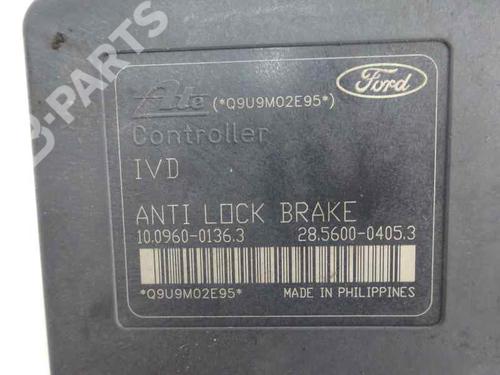 B-PARTS
Ate (*Q9U9M02E95*)
Ford
Controller
IVD
ANTI LOCK BRAKE
10.0960-0136.3 28.5600-0405.3
*Q9U9M02E95* MADE IN PHILIPPINES